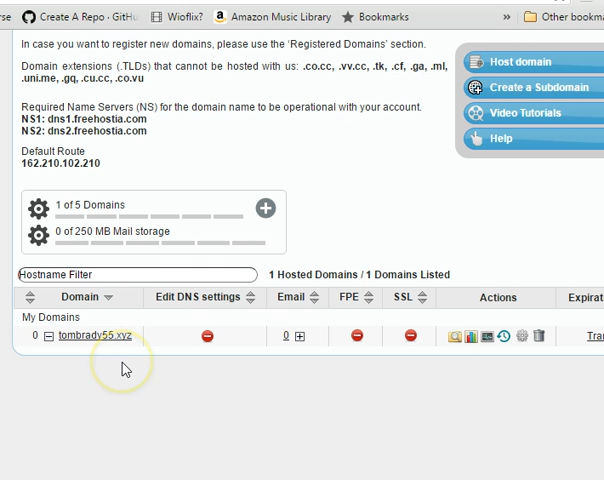 rse Create A Repo · GitHu Wioflix? Amazon Music Library Bookmarks » Other bookma
In case you want to register new domains, please use the 'Registered Domains' section.
Domain extensions (.TLDs) that cannot be hosted with us: .co.cc, .vv.cc, .tk, .cf, .ga, .ml,
.uni.me, .gq, .cu.cc, .co.vu
Required Name Servers (NS) for the domain name to be operational with your account.
NS1: dns1.freehostia.com
NS2: dns2.freehostia.com
Default Route
162.210.102.210
Host domain
Create a Subdomain
Video Tutorials
Help
1 of 5 Domains
0 of 250 MB Mail storage
Hostname Filter 1 Hosted Domains / 1 Domains Listed
Domain Edit DNS settings Email FPE SSL Actions Expirat
My Domains
0 tombrady55.xyz 0 Tran